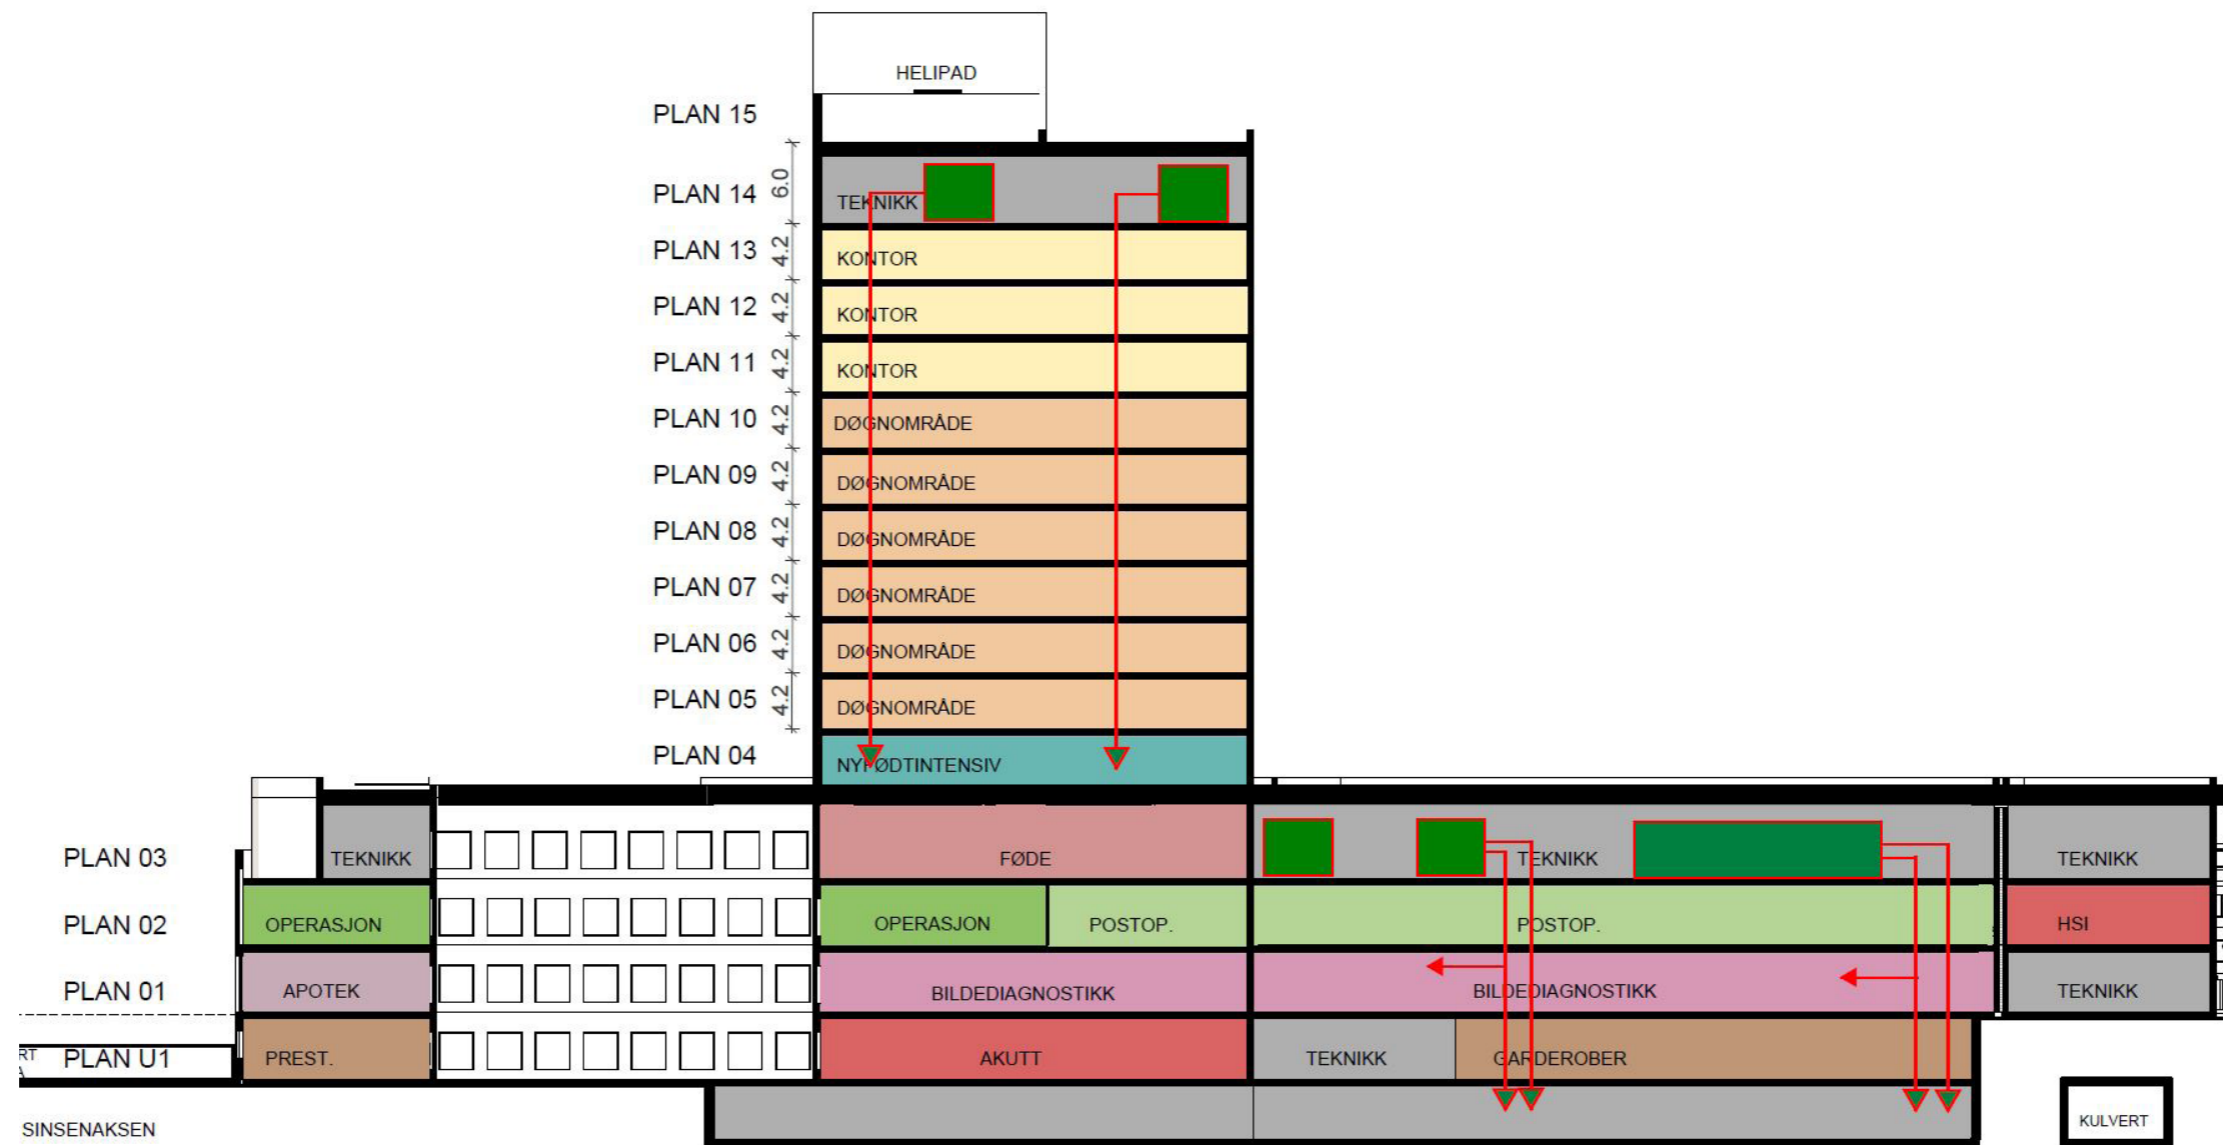 HELIPAD
PLAN 15
PLAN 14 6.0 TEKNIKK
PLAN 13 4.2 KONTOR
PLAN 12 4.2 KONTOR
PLAN 11 4.2 KONTOR
PLAN 10 4.2 DØGNOMRÅDE
PLAN 09 4.2 DØGNOMRÅDE
PLAN 08 4.2 DØGNOMRÅDE
PLAN 07 4.2 DØGNOMRÅDE
PLAN 06 4.2 DØGNOMRÅDE
PLAN 05 4.2 DØGNOMRÅDE
PLAN 04 NYFØDTINTENSIV
PLAN 03 TEKNIKK FØDE TEKNIKK TEKNIKK
PLAN 02 OPERASJON OPERASJON POSTOP. POSTOP. HSI
PLAN 01 APOTEK BILDEDIAGNOSTIKK BILDEDIAGNOSTIKK TEKNIKK
PLAN U1 PREST. AKUTT TEKNIKK GARDEROBER
SINSENAKSEN KULVERT